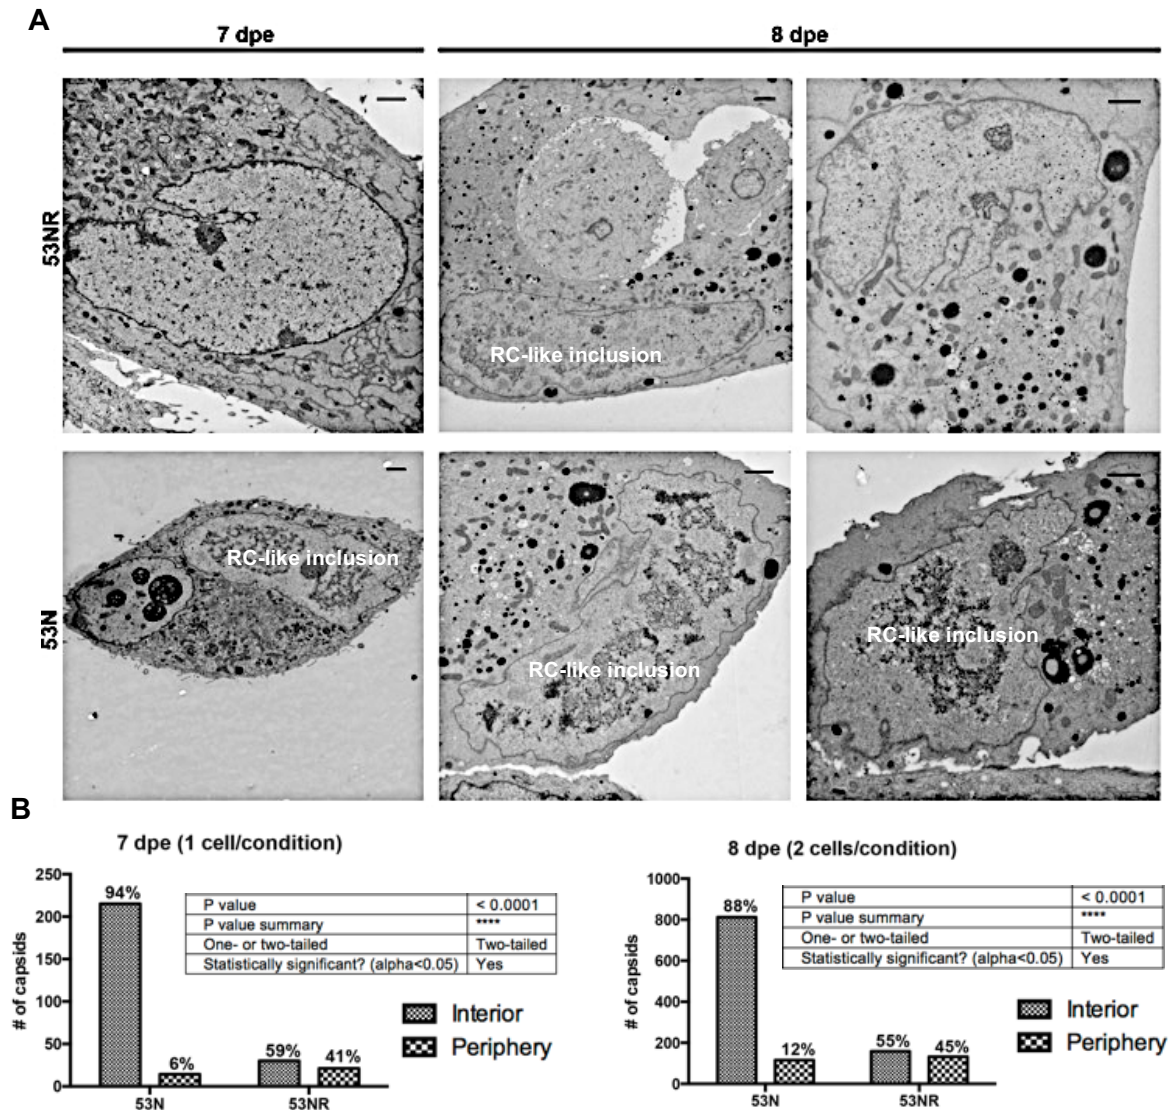 A
7 dpe
8 dpe
53NR
RC-like inclusion
53N
RC-like inclusion
RC-like inclusion
RC-like inclusion
B
7 dpe (1 cell/condition)
# of capsids
250
200
150
100
50
0
94%
6%
59%
41%
53N
53NR
P value < 0.0001
P value summary ****
One- or two-tailed Two-tailed
Statistically significant? (alpha<0.05) Yes
Interior
Periphery
8 dpe (2 cells/condition)
# of capsids
1000
800
600
400
200
0
88%
12%
55%
45%
53N
53NR
P value < 0.0001
P value summary ****
One- or two-tailed Two-tailed
Statistically significant? (alpha<0.05) Yes
Interior
Periphery